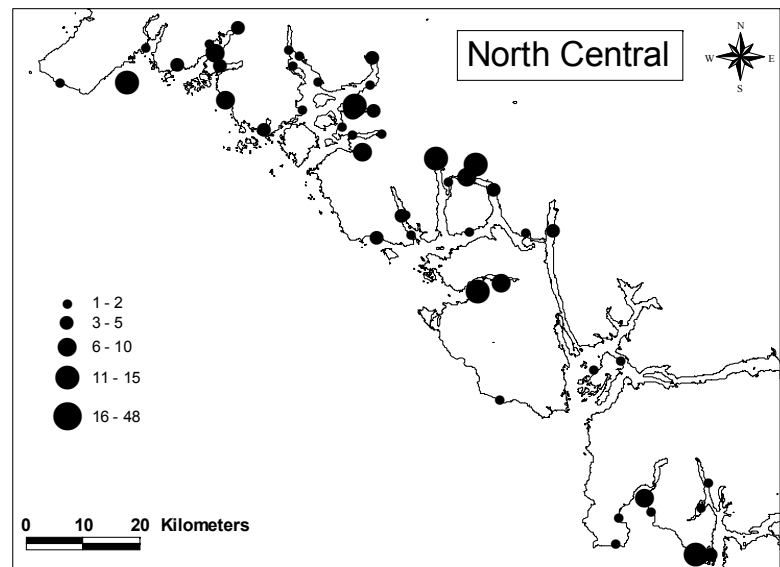 North Central
N
W E
S
1 - 2
3 - 5
6 - 10
11 - 15
16 - 48
0 10 20 Kilometers